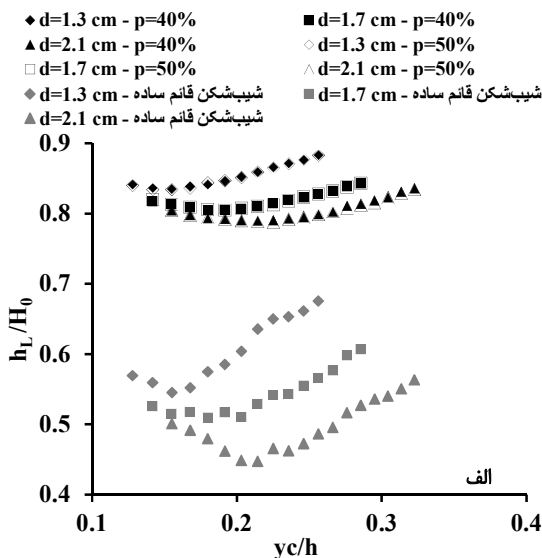 d=1.3 cm - p=40% d=1.7 cm - p=40%
d=2.1 cm - p=40% d=1.3 cm - p=50%
d=1.7 cm - p=50% d=2.1 cm - p=50%
d=1.3 cm - شیب‌شکن قائم ساده d=1.7 cm - شیب‌شکن قائم ساده
d=2.1 cm - شیب‌شکن قائم ساده
0.9
0.8
0.7
0.6
0.5
0.4
hL /H0
الف
0.1 0.2 0.3 0.4
yc/h